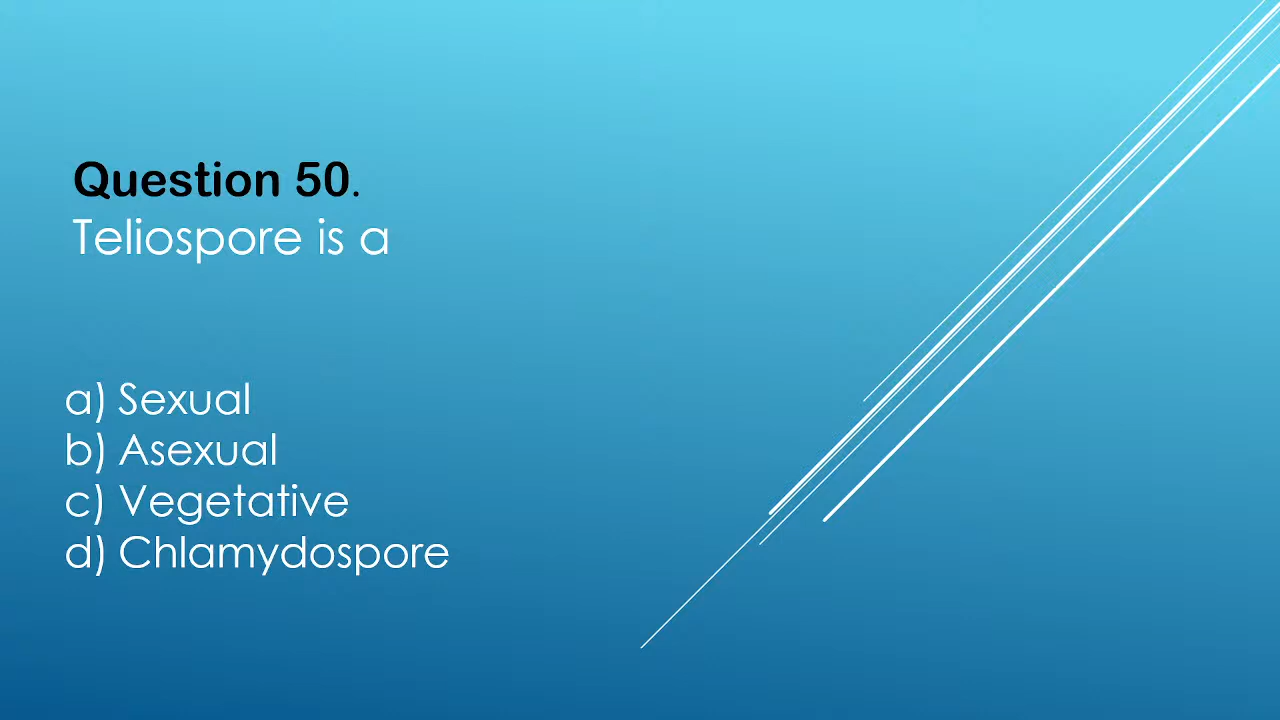 Question 50.
Teliospore is a
a) Sexual
b) Asexual
c) Vegetative
d) Chlamydospore